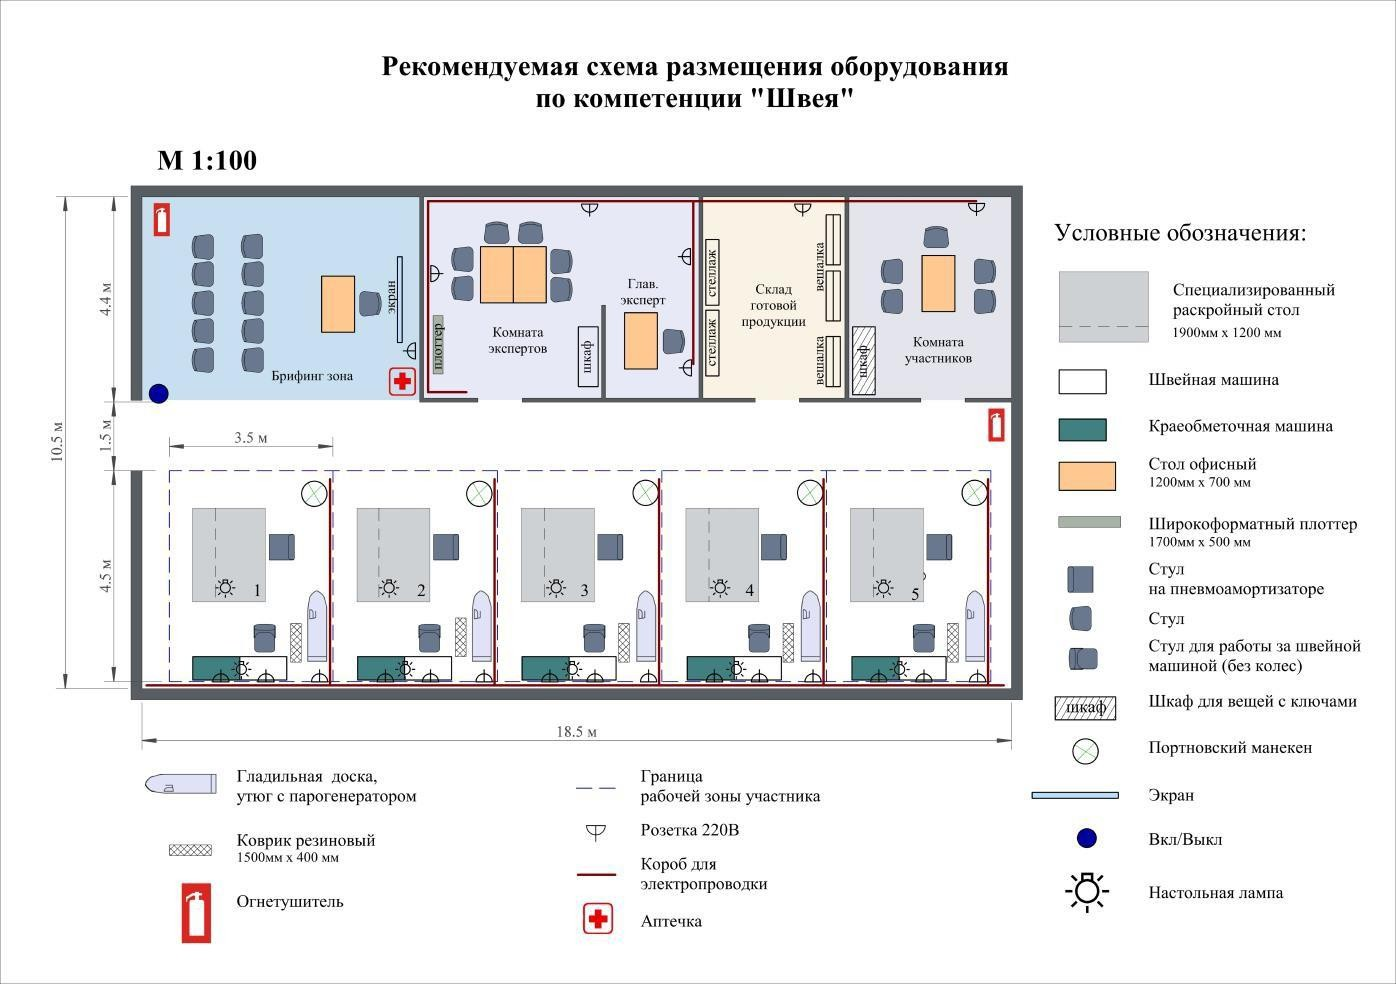 Рекомендуемая схема размещения оборудования
по компетенции "Швея"
М 1:100
4.4 м
1.5 м
10.5 м
4.5 м
3.5 м
18.5 м
экран
Брифинг зона
плоттер
Комната
экспертов
шкаф
Глав.
эксперт
стеллаж
стеллаж
Склад
готовой
продукции
вешалка
вешалка
шкаф
Комната
участников
1
2
3
4
5
Условные обозначения:
Специализированный
раскройный стол
1900мм х 1200 мм
Швейная машина
Краеобметочная машина
Стол офисный
1200мм х 700 мм
Широкоформатный плоттер
1700мм х 500 мм
Стул
на пневмоамортизаторе
Стул
Стул для работы за швейной
машиной (без колес)
шкаф
Шкаф для вещей с ключами
Портновский манекен
Экран
Вкл/Выкл
Настольная лампа
Гладильная доска,
утюг с парогенератором
Коврик резиновый
1500мм х 400 мм
Огнетушитель
Граница
рабочей зоны участника
Розетка 220В
Короб для
электропроводки
Аптечка